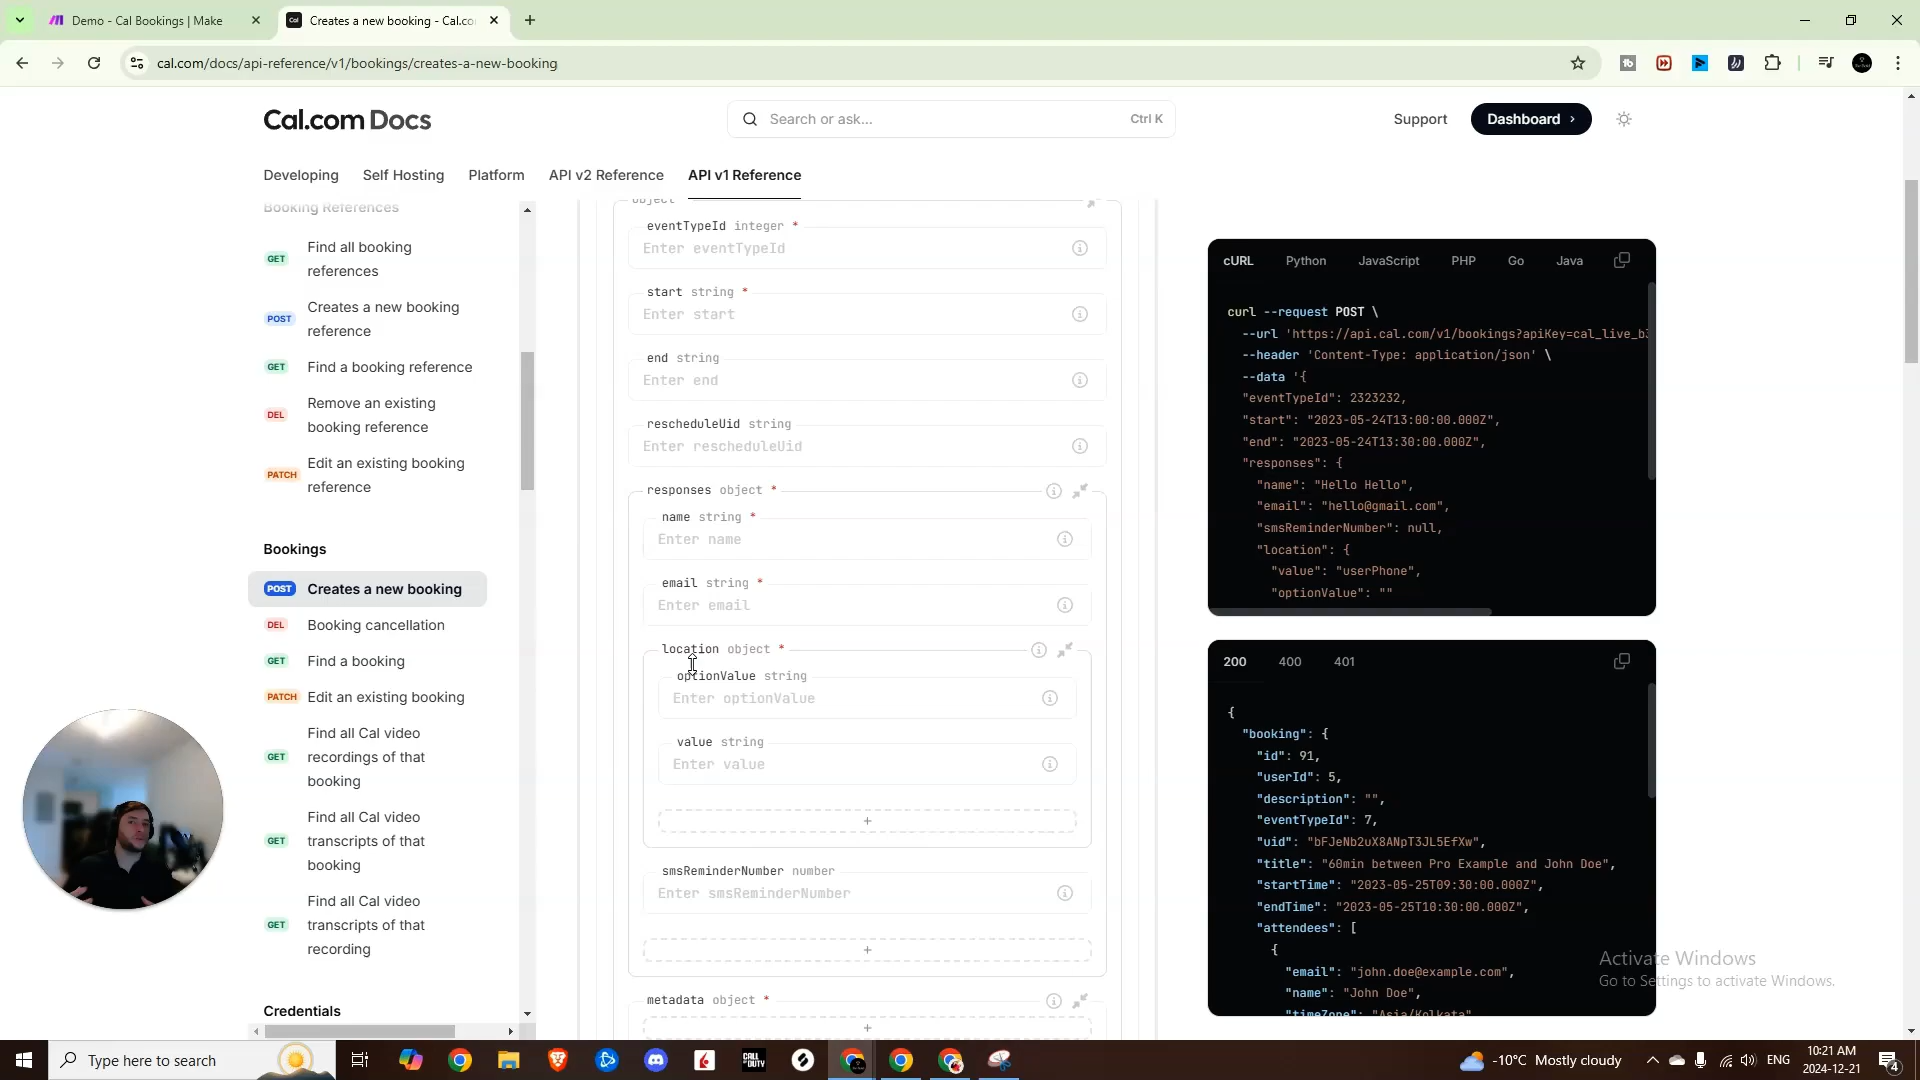 Demo - Cal Bookings | Make
Creates a new booking - Cal.co
cal.com/docs/api-reference/v1/bookings/creates-a-new-booking
Cal.com Docs
Search or ask...
Ctrl K
Support
Dashboard
Developing
Self Hosting
Platform
API v2 Reference
API v1 Reference
Booking References
GET
Find all booking
references
POST
Creates a new booking
reference
GET
Find a booking reference
DEL
Remove an existing
booking reference
PATCH
Edit an existing booking
reference
Bookings
POST
Creates a new booking
DEL
Booking cancellation
GET
Find a booking
PATCH
Edit an existing booking
GET
Find all Cal video
recordings of that
booking
GET
Find all Cal video
transcripts of that
booking
GET
Find all Cal video
transcripts of that
recording
Credentials
object
eventTypeId integer *
Enter eventTypeId
start string *
Enter start
end string
Enter end
rescheduleUid string
Enter rescheduleUid
responses object *
name string *
Enter name
email string *
Enter email
location object *
optionValue string
Enter optionValue
value string
Enter value
+
smsReminderNumber number
Enter smsReminderNumber
+
metadata object *
+
cURL Python JavaScript PHP Go Java
curl --request POST \
--url 'https://api.cal.com/v1/bookings?apiKey=cal_live_b3
--header 'Content-Type: application/json' \
--data '{
"eventTypeId": 2323232,
"start": "2023-05-24T13:00:00.000Z",
"end": "2023-05-24T13:30:00.000Z",
"responses": {
"name": "Hello Hello",
"email": "hello@gmail.com",
"smsReminderNumber": null,
"location": {
"value": "userPhone",
"optionValue": ""
200 400 401
{
"booking": {
"id": 91,
"userId": 5,
"description": "",
"eventTypeId": 7,
"uid": "bFJeNb2uX8ANpT3JL5EfXw",
"title": "60min between Pro Example and John Doe",
"startTime": "2023-05-25T09:30:00.000Z",
"endTime": "2023-05-25T10:30:00.000Z",
"attendees": [
{
"email": "john.doe@example.com",
"name": "John Doe",
"timeZone": "Asia/Kolkata"
Activate Windows
Go to Settings to activate Windows.
Type here to search
CALL OF DUTY
-10°C Mostly cloudy
ENG
10:21 AM
2024-12-21
4